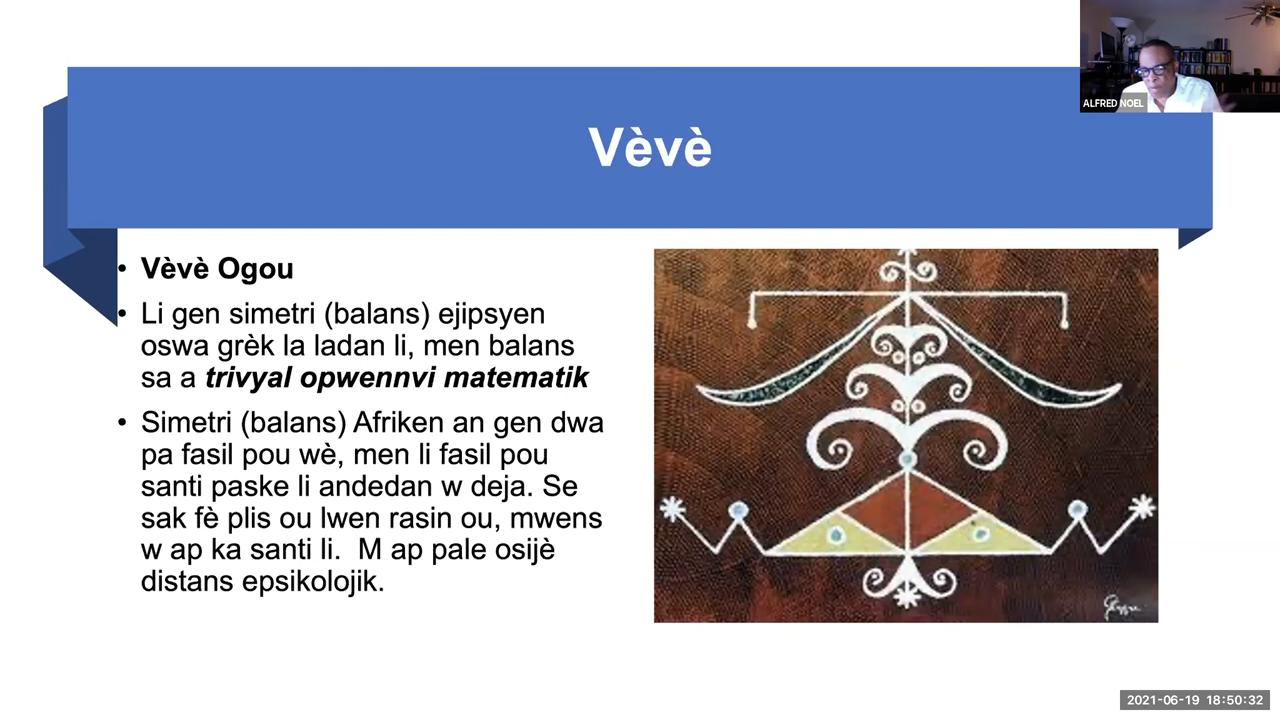 ALFRED NOEL
Vèvè
• Vèvè Ogou
• Li gen simetri (balans) ejipsyen
oswa grèk la ladan li, men balans
sa a trivyal opwennvi matematik
• Simetri (balans) Afriken an gen dwa
pa fasil pou wè, men li fasil pou
santi paske li andedan w deja. Se
sak fè plis ou lwen rasin ou, mwens
w ap ka santi li. M ap pale osijè
distans epsikolojik.
2021-06-19 18:50:32